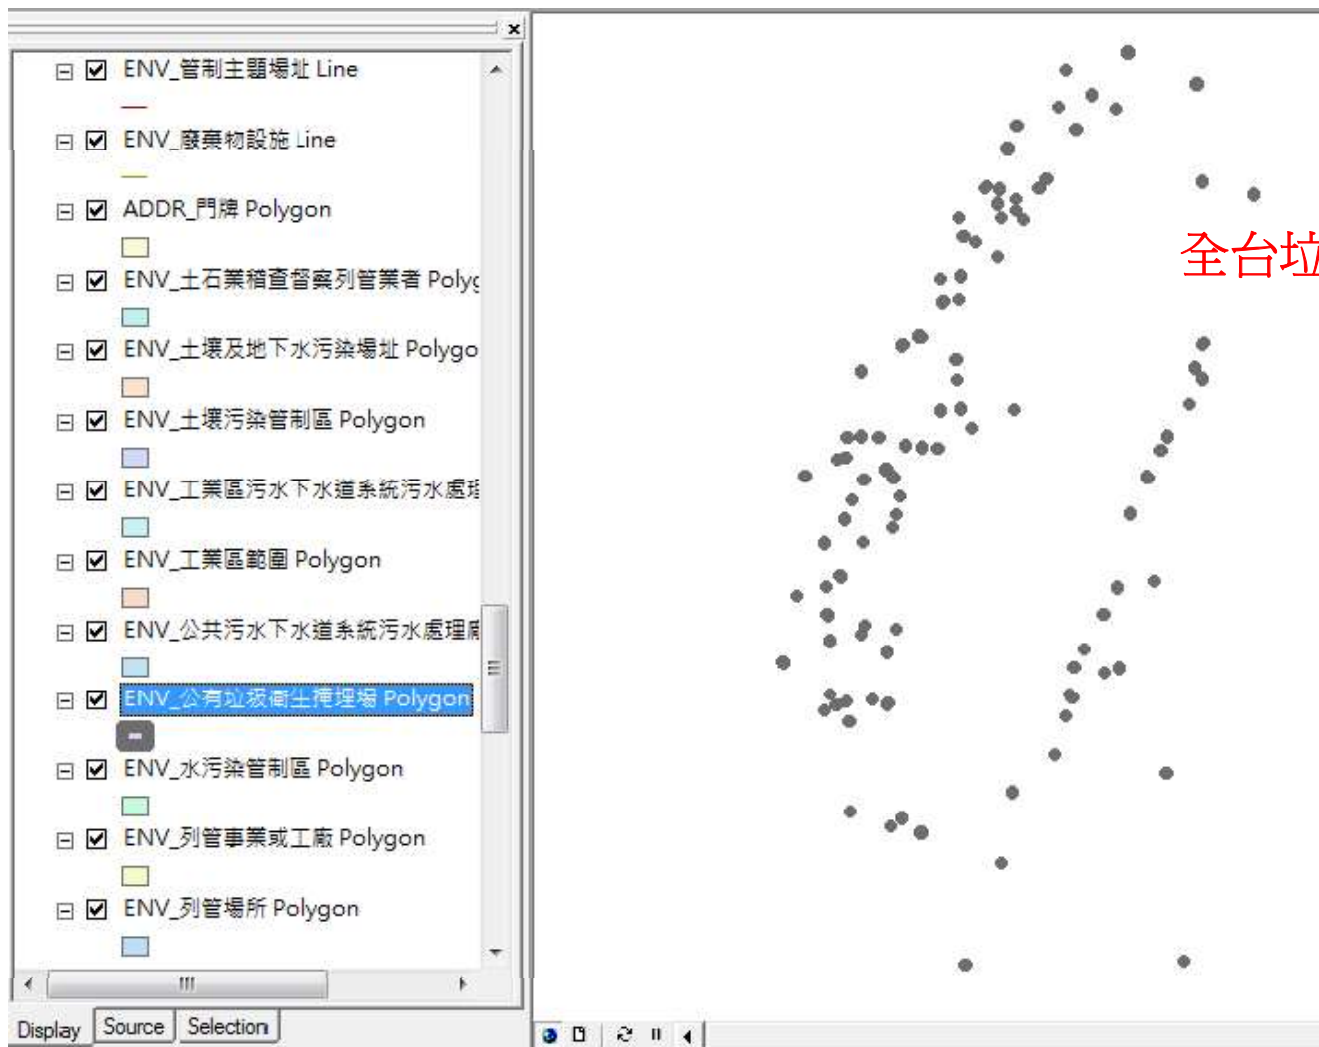 ENV_管制主題場址 Line
ENV_廢棄物設施 Line
ADDR_門牌 Polygon
ENV_土石業稽查督察列管業者 Polyg
ENV_土壤及地下水污染場址 Polygo
ENV_土壤污染管制區 Polygon
ENV_工業區污水下水道系統污水處理
ENV_工業區範圍 Polygon
ENV_公共污水下水道系統污水處理廠
ENV_公有垃圾衛生掩埋場 Polygon
ENV_水污染管制區 Polygon
ENV_列管事業或工廠 Polygon
ENV_列管場所 Polygon
Display Source Selection
全台垃